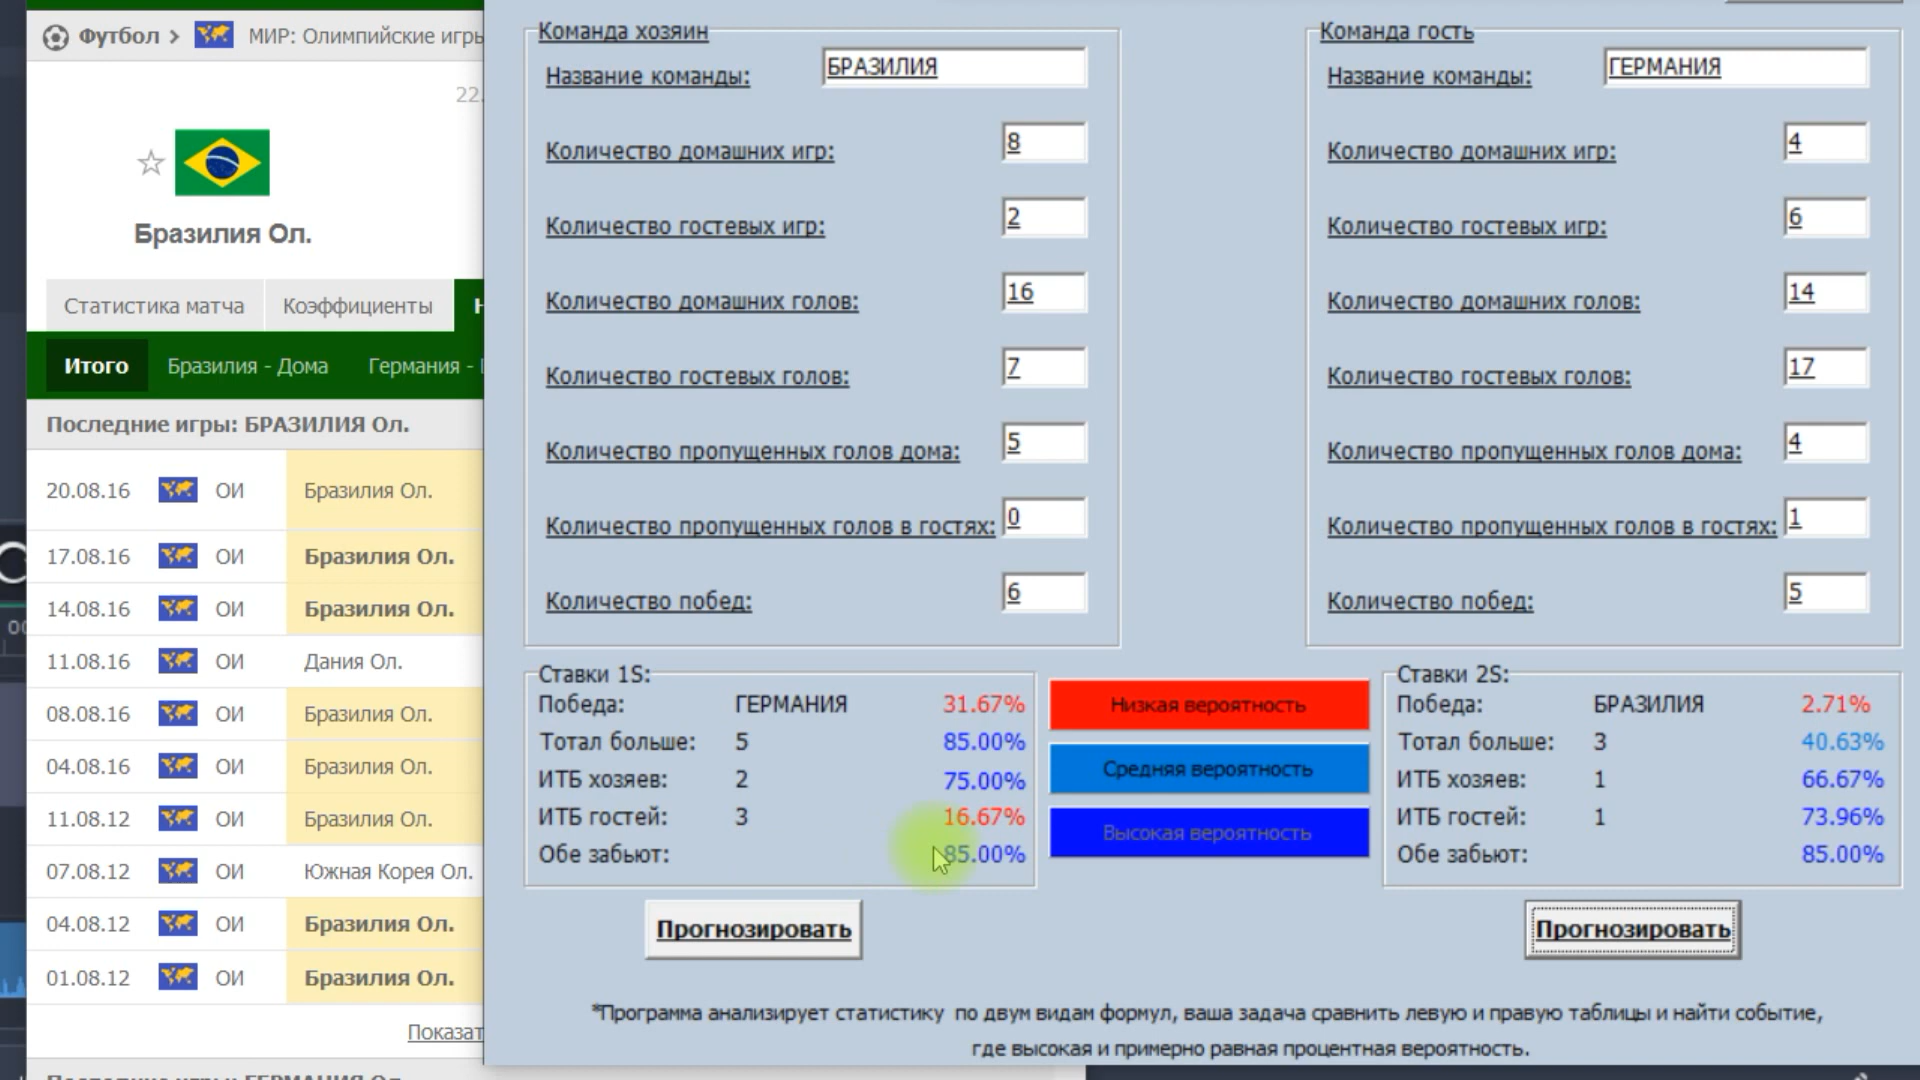 Футбол > МИР: Олимпийские игры
22.
Бразилия Ол.
Статистика матча Коэффициенты
Итого Бразилия - Дома Германия -
Последние игры: БРАЗИЛИЯ Ол.
20.08.16 ОИ Бразилия Ол.
17.08.16 ОИ Бразилия Ол.
14.08.16 ОИ Бразилия Ол.
11.08.16 ОИ Дания Ол.
08.08.16 ОИ Бразилия Ол.
04.08.16 ОИ Бразилия Ол.
11.08.12 ОИ Бразилия Ол.
07.08.12 ОИ Южная Корея Ол.
04.08.12 ОИ Бразилия Ол.
01.08.12 ОИ Бразилия Ол.
Показат
Команда хозяин
Название команды: БРАЗИЛИЯ
Количество домашних игр: 8
Количество гостевых игр: 2
Количество домашних голов: 16
Количество гостевых голов: 7
Количество пропущенных голов дома: 5
Количество пропущенных голов в гостях: 0
Количество побед: 6
Команда гость
Название команды: ГЕРМАНИЯ
Количество домашних игр: 4
Количество гостевых игр: 6
Количество домашних голов: 14
Количество гостевых голов: 17
Количество пропущенных голов дома: 4
Количество пропущенных голов в гостях: 1
Количество побед: 5
Ставки 1S:
Победа: ГЕРМАНИЯ 31.67%
Тотал больше: 5 85.00%
ИТБ хозяев: 2 75.00%
ИТБ гостей: 3 16.67%
Обе забьют: 85.00%
Прогнозировать
Низкая вероятность
Средняя вероятность
Высокая вероятность
Ставки 2S:
Победа: БРАЗИЛИЯ 2.71%
Тотал больше: 3 40.63%
ИТБ хозяев: 1 66.67%
ИТБ гостей: 1 73.96%
Обе забьют: 85.00%
Прогнозировать
*Программа анализирует статистику по двум видам формул, ваша задача сравнить левую и правую таблицы и найти событие,
где высокая и примерно равная процентная вероятность.